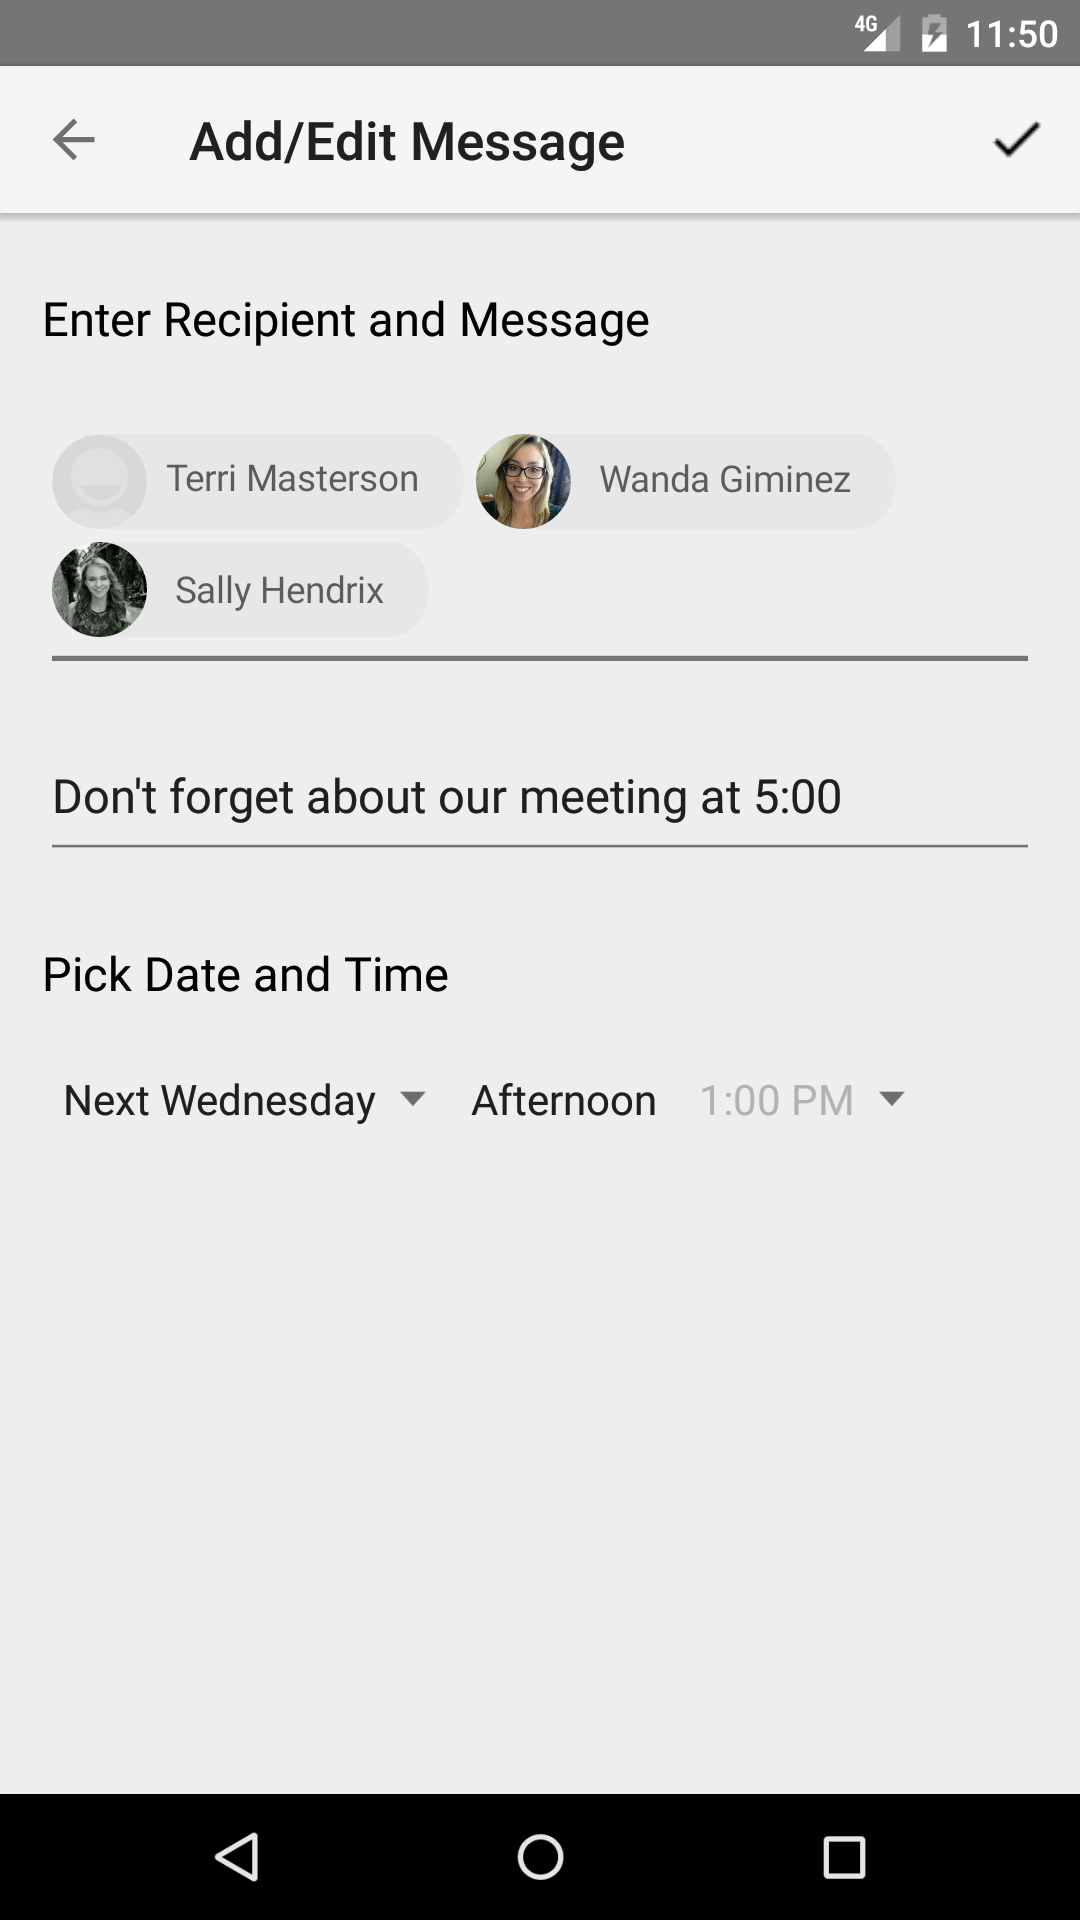 4G 11:50
Add/Edit Message
Enter Recipient and Message
Terri Masterson Wanda Giminez
Sally Hendrix
Don't forget about our meeting at 5:00
Pick Date and Time
Next Wednesday Afternoon 1:00 PM